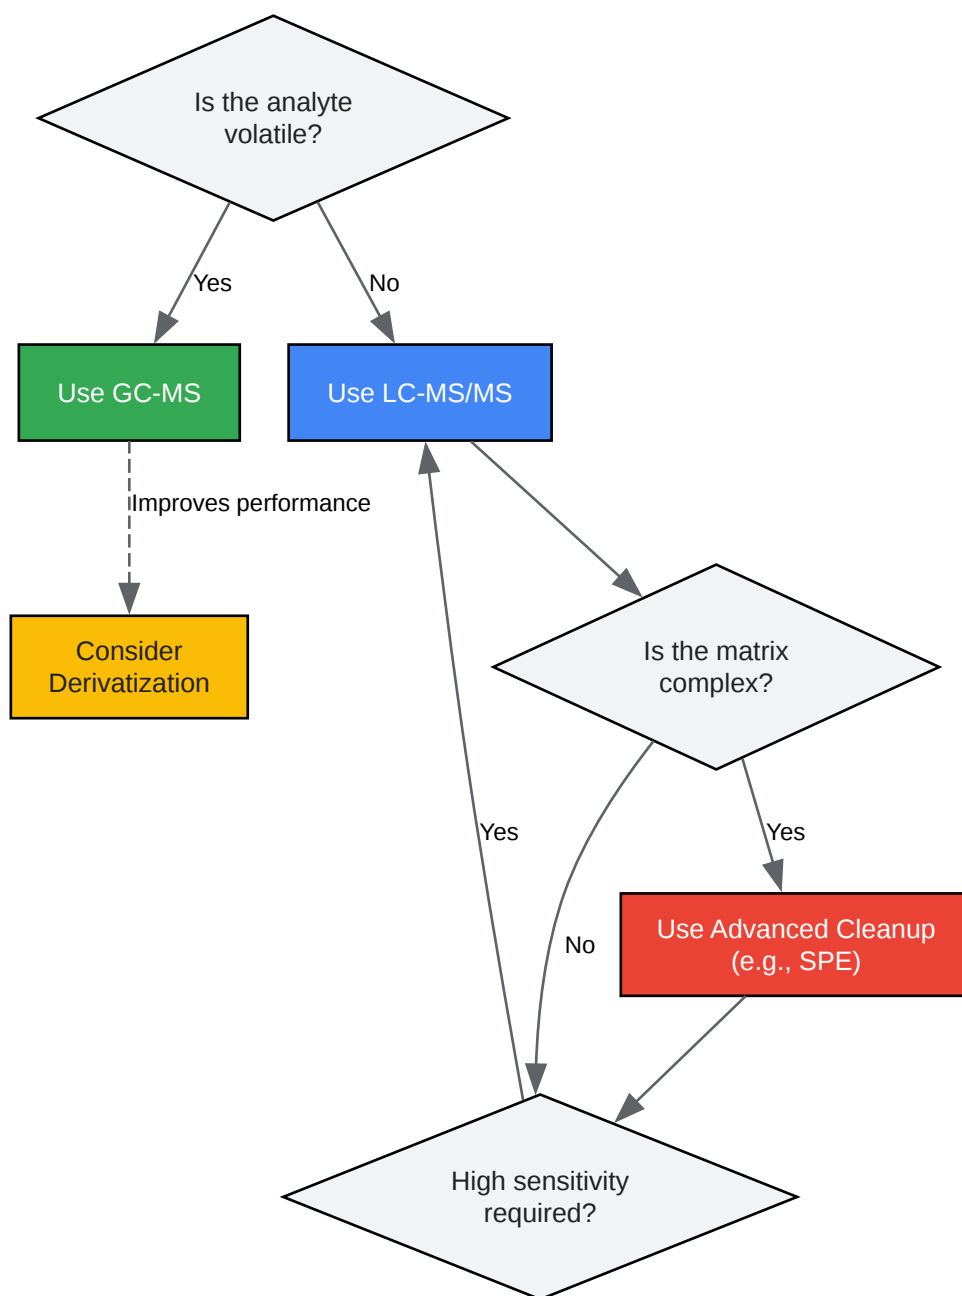 Is the analyte
volatile?
Yes
No
Use GC-MS
Use LC-MS/MS
Improves performance
Consider
Derivatization
Is the matrix
complex?
Yes
Yes
No
Use Advanced Cleanup
(e.g., SPE)
High sensitivity
required?